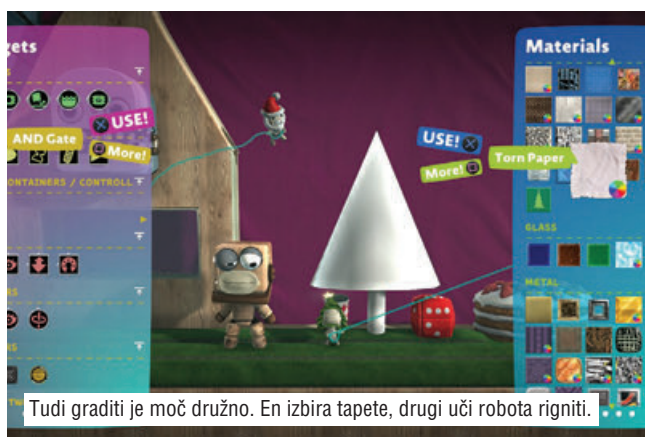 Materials
USE!
USE!
AND Gate
More!
More!
Torn Paper
CONTAINERS / CONTROLL
GLASS
METAL
Tudi graditi je moč družno. En izbira tapete, drugi uči robota rigniti.